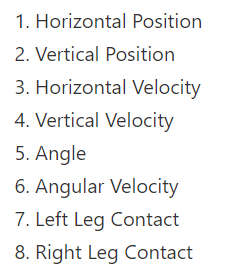 1. Horizontal Position
2. Vertical Position
3. Horizontal Velocity
4. Vertical Velocity
5. Angle
6. Angular Velocity
7. Left Leg Contact
8. Right Leg Contact